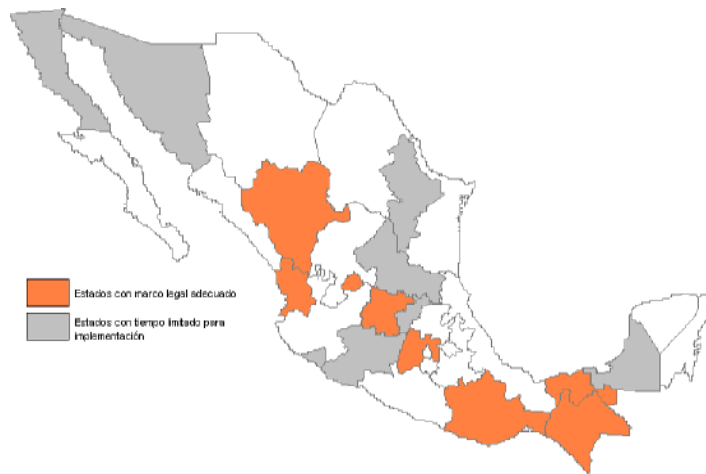 Estados con marco legal adecuado
Estados con tiempo limitado para
implementación